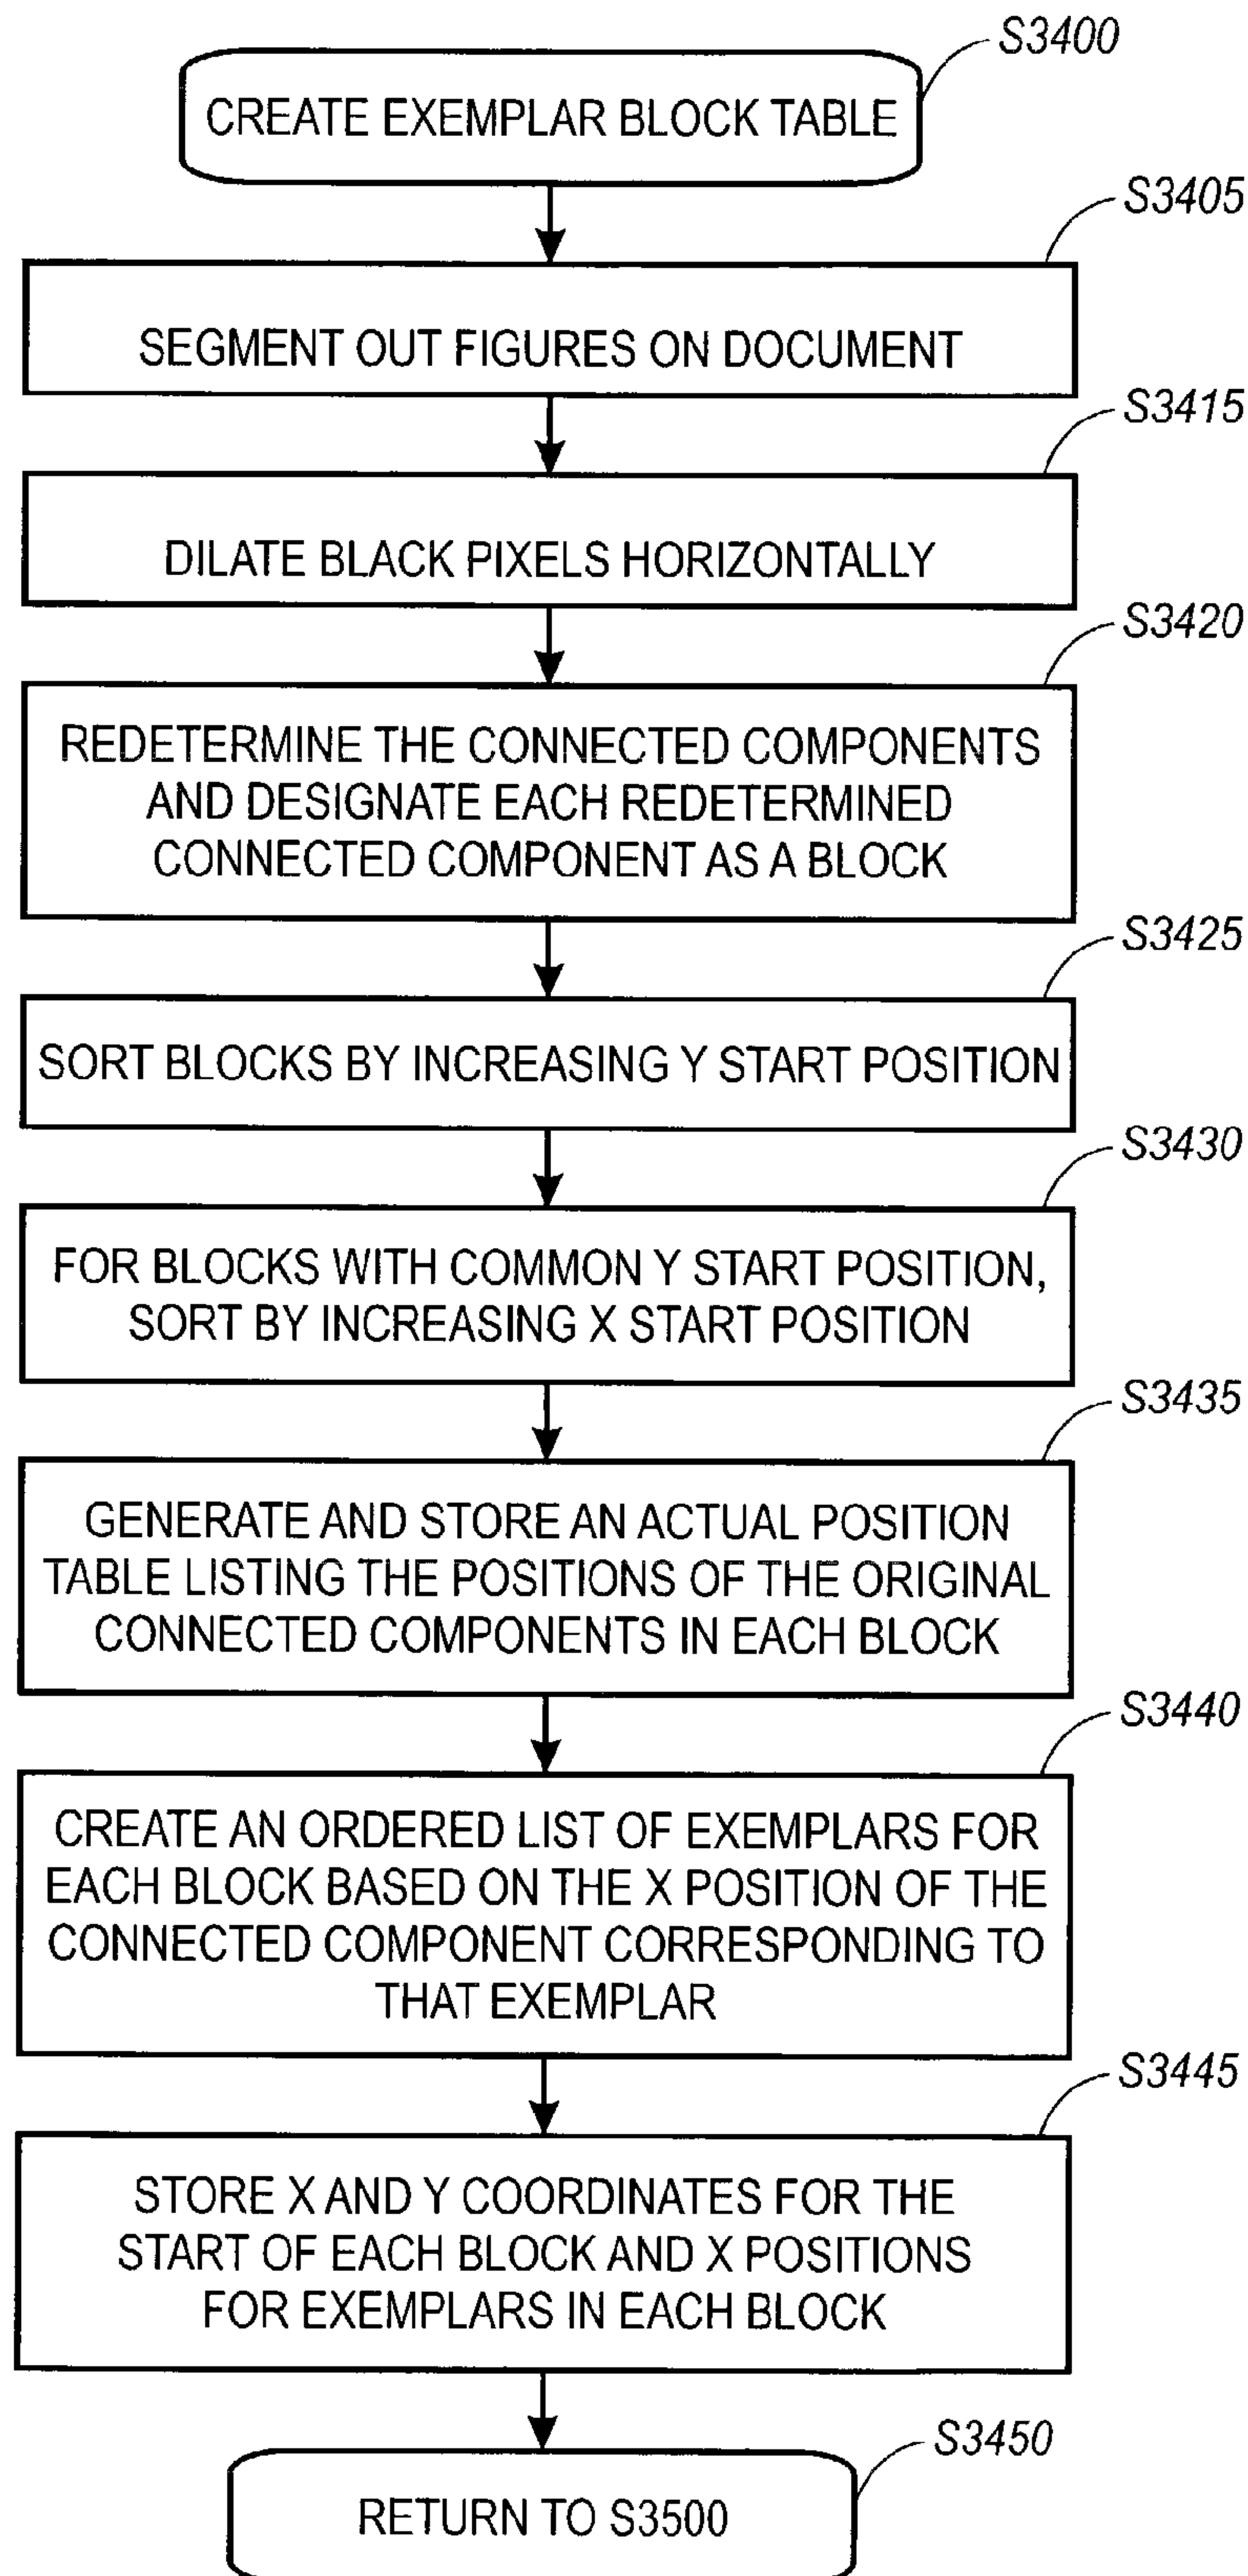 S3400
CREATE EXEMPLAR BLOCK TABLE
S3405
SEGMENT OUT FIGURES ON DOCUMENT
S3415
DILATE BLACK PIXELS HORIZONTALLY
S3420
REDETERMINE THE CONNECTED COMPONENTS
AND DESIGNATE EACH REDETERMINED
CONNECTED COMPONENT AS A BLOCK
S3425
SORT BLOCKS BY INCREASING Y START POSITION
S3430
FOR BLOCKS WITH COMMON Y START POSITION,
SORT BY INCREASING X START POSITION
S3435
GENERATE AND STORE AN ACTUAL POSITION
TABLE LISTING THE POSITIONS OF THE ORIGINAL
CONNECTED COMPONENTS IN EACH BLOCK
S3440
CREATE AN ORDERED LIST OF EXEMPLARS FOR
EACH BLOCK BASED ON THE X POSITION OF THE
CONNECTED COMPONENT CORRESPONDING TO
THAT EXEMPLAR
S3445
STORE X AND Y COORDINATES FOR THE
START OF EACH BLOCK AND X POSITIONS
FOR EXEMPLARS IN EACH BLOCK
S3450
RETURN TO S3500